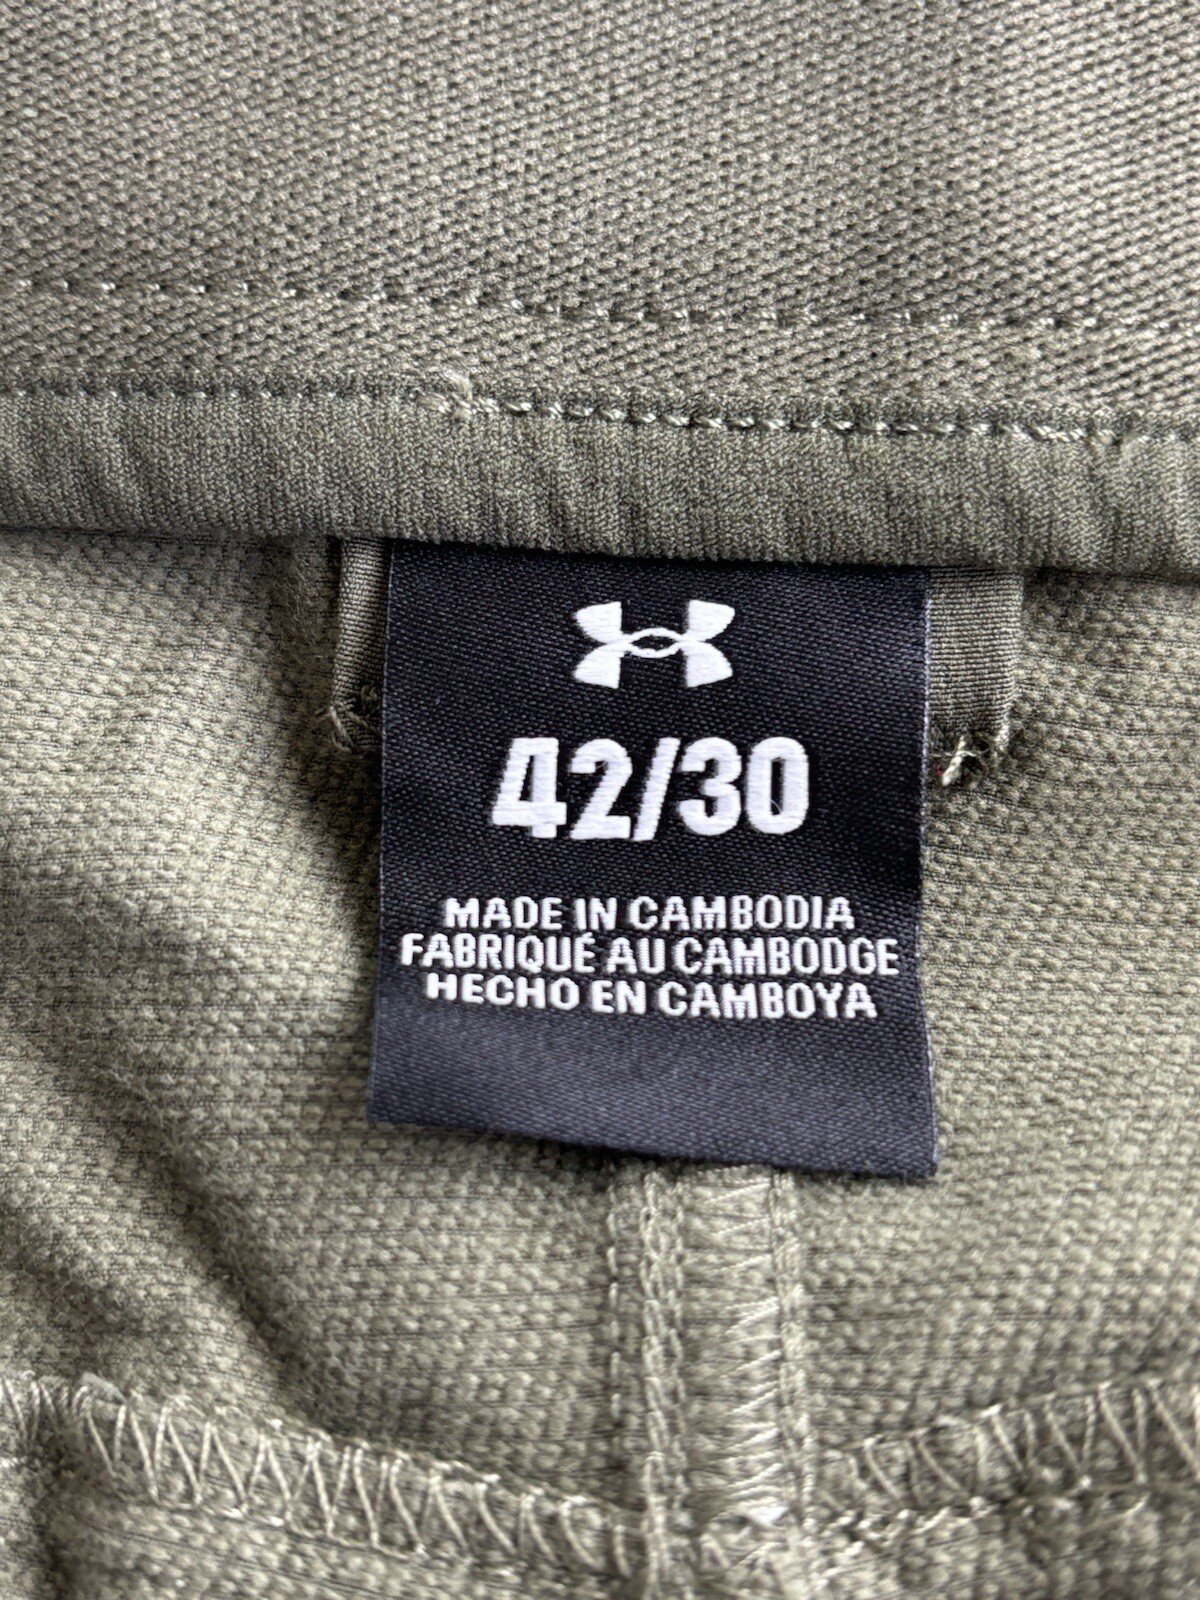 42/30
MADE IN CAMBODIA
FABRIQUÉ AU CAMBODGE
HECHO EN CAMBOYA